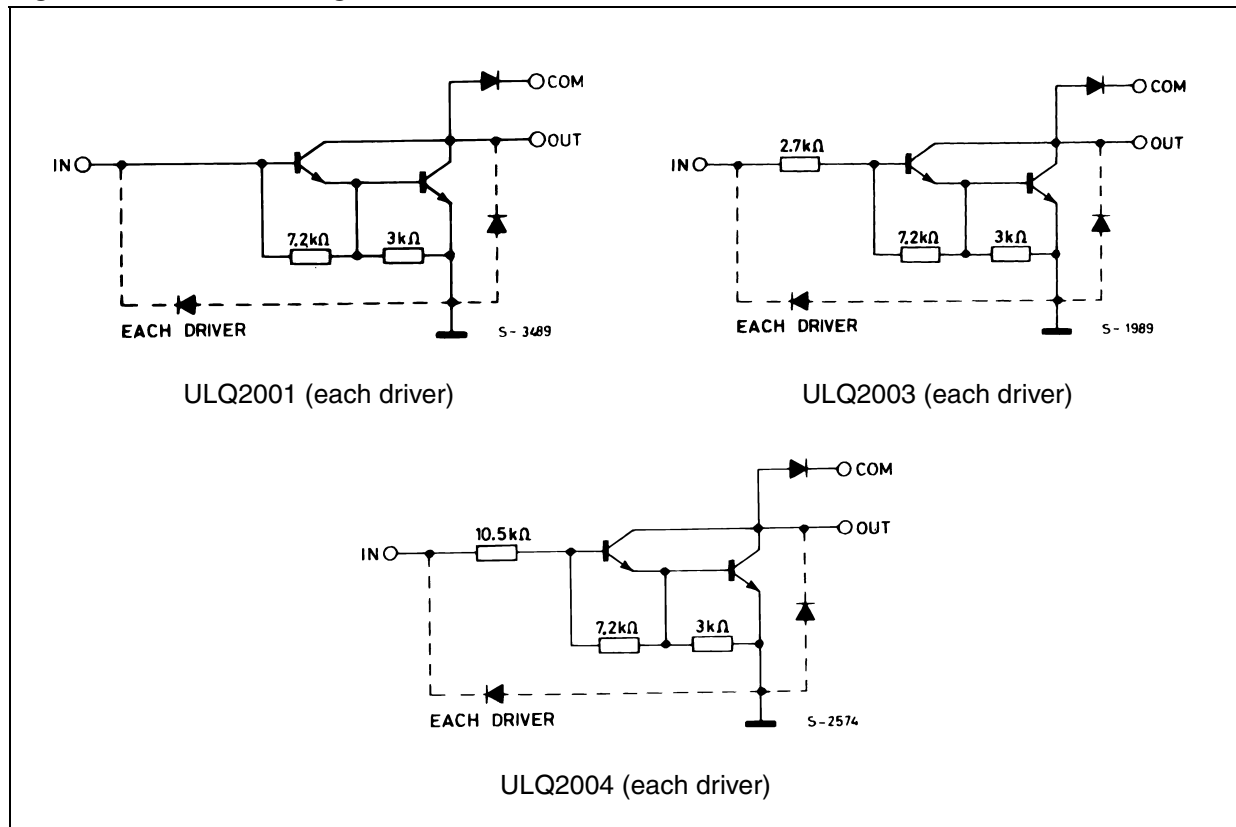 COM
OUT
IN
7.2kΩ
3kΩ
EACH DRIVER
S- 3489
ULQ2001 (each driver)
COM
2.7kΩ
OUT
IN
7.2kΩ
3kΩ
EACH DRIVER
S- 1989
ULQ2003 (each driver)
COM
10.5kΩ
OUT
IN
7.2kΩ
3kΩ
EACH DRIVER
S-2574
ULQ2004 (each driver)